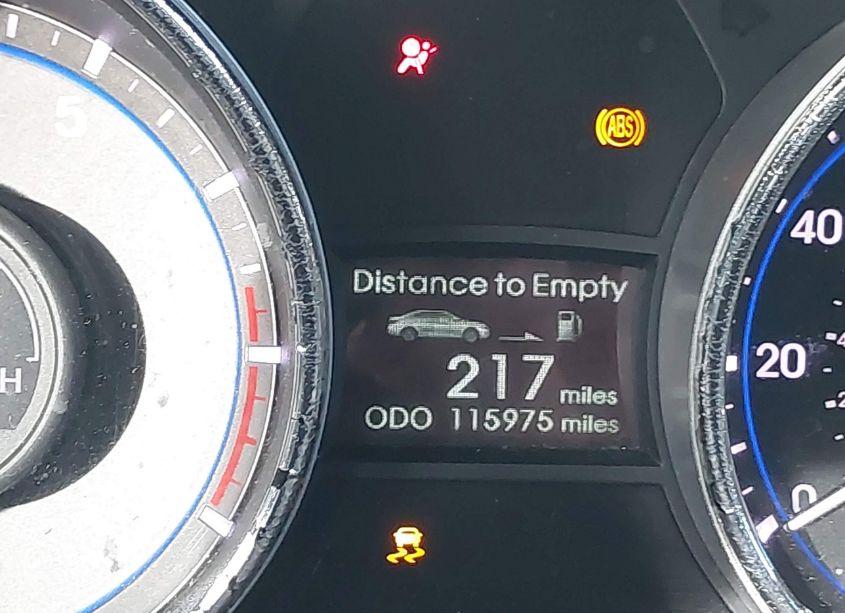 5
ABS
40
Distance to Empty
217 miles
20
ODO 115975 miles
H
0